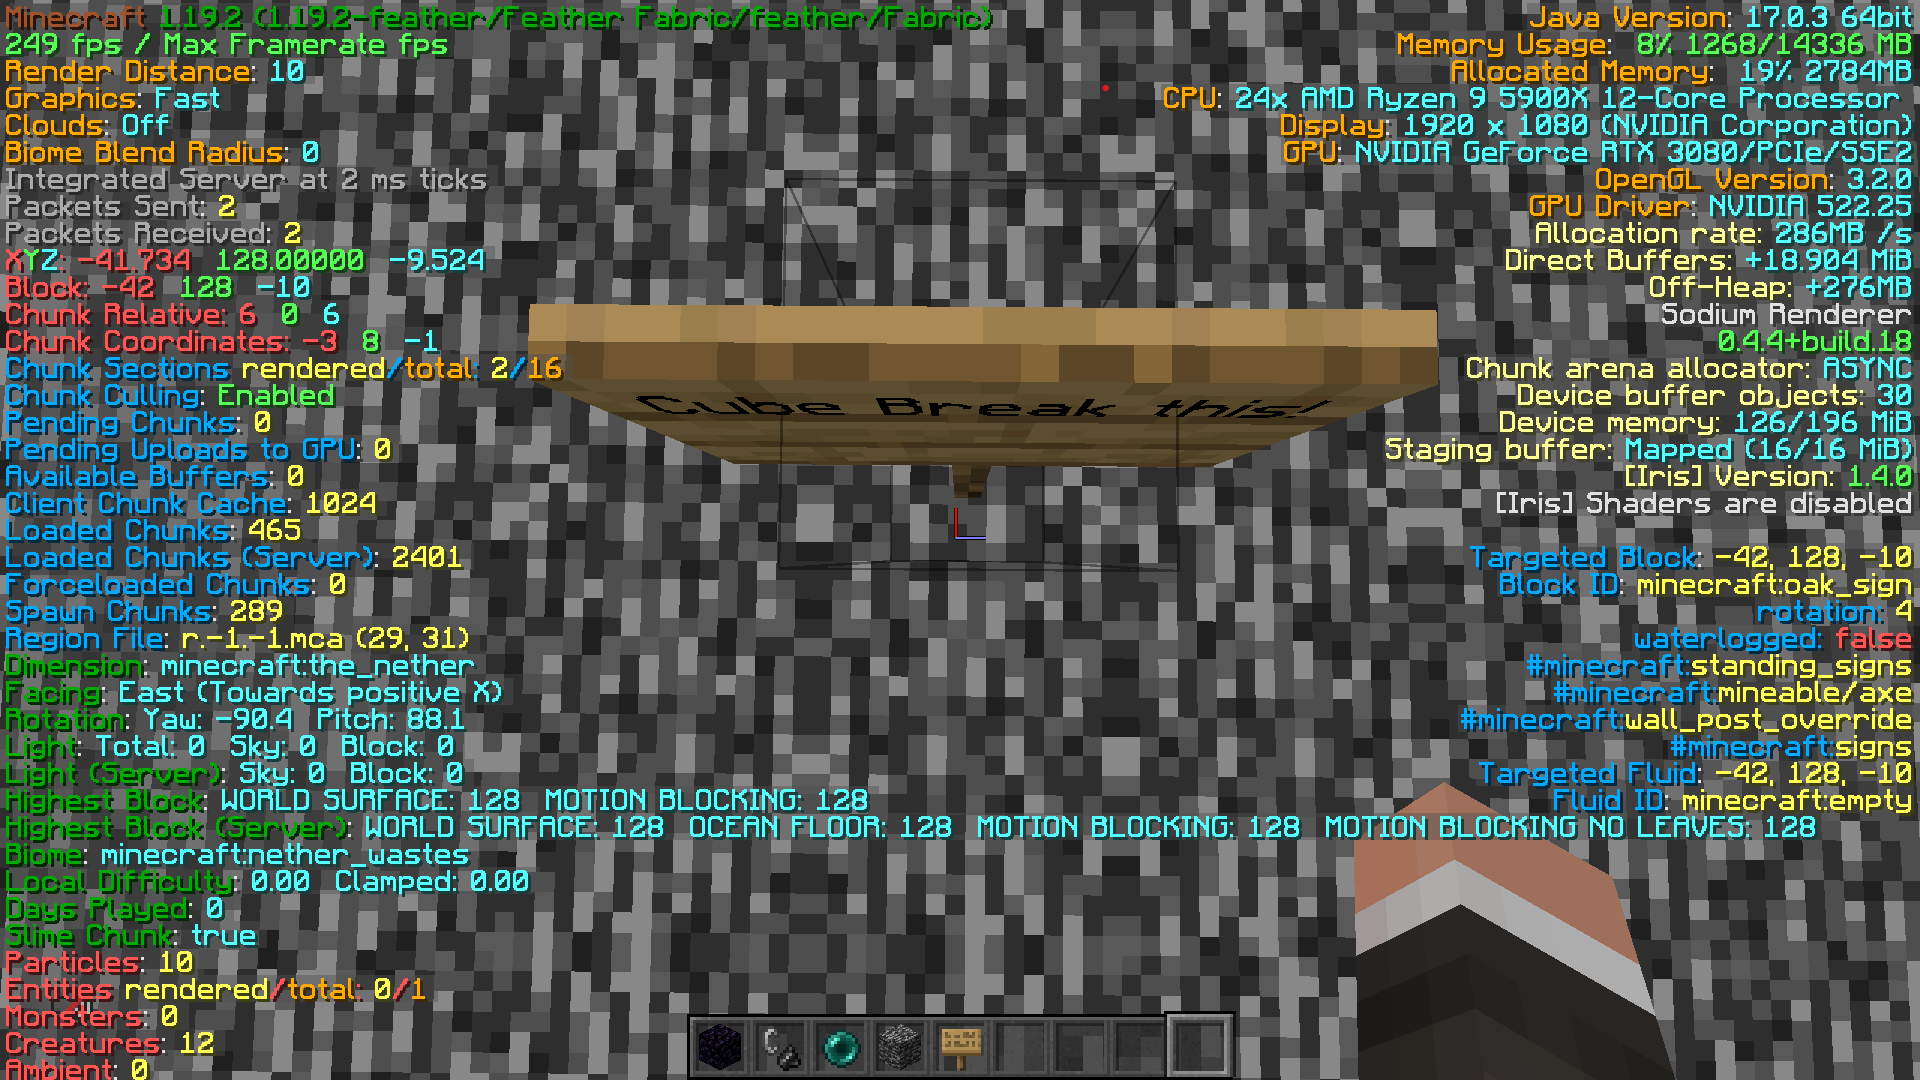 Minecraft 1.19.2 (1.19.2-feather/Feather Fabric/feather/Fabric)
249 fps / Max Framerate fps
Render Distance: 10
Graphics: Fast
Clouds: Off
Biome Blend Radius: 0
Integrated Server at 2 ms ticks
Packets Sent: 2
Packets Received: 2
XYZ: -41.734 128.00000 -9.524
Block: -42 128 -10
Chunk Relative: 6 0 6
Chunk Coordinates: -3 8 -1
Chunk Sections rendered/total: 2/16
Chunk Culling: Enabled
Pending Chunks: 0
Pending Uploads to GPU: 0
Available Buffers: 0
Client Chunk Cache: 1024
Loaded Chunks: 465
Loaded Chunks (Server): 2401
Forceloaded Chunks: 0
Spawn Chunks: 289
Region File: r.-1.-1.mca (29, 31)
Dimension: minecraft:the_nether
Facing: East (Towards positive X)
Rotation: Yaw: -90.4 Pitch: 88.1
Light: Total: 0 Sky: 0 Block: 0
Light (Server): Sky: 0 Block: 0
Highest Block: WORLD SURFACE: 128 MOTION BLOCKING: 128
Highest Block (Server): WORLD SURFACE: 128 OCEAN FLOOR: 128 MOTION BLOCKING: 128 MOTION BLOCKING NO LEAVES: 128
Biome: minecraft:nether_wastes
Local Difficulty: 0.00 Clamped: 0.00
Days Played: 0
Slime Chunk: true
Particles: 10
Entities rendered/total: 0/1
Monsters: 0
Creatures: 12
Ambient: 0
Cube Break this!
Java Version: 17.0.3 64bit
Memory Usage: 8% 1268/14336 MB
Allocated Memory: 19% 2784MB
CPU: 24x AMD Ryzen 9 5900X 12-Core Processor
Display: 1920 x 1080 (NVIDIA Corporation)
GPU: NVIDIA GeForce RTX 3080/PCIe/SSE2
OpenGL Version: 3.2.0
GPU Driver: NVIDIA 522.25
Allocation rate: 286MB /s
Direct Buffers: +18.904 MiB
Off-Heap: +276MB
Sodium Renderer
0.4.4+build.18
Chunk arena allocator: ASYNC
Device buffer objects: 30
Device memory: 126/196 MiB
Staging buffer: Mapped (16/16 MiB)
[Iris] Version: 1.4.0
[Iris] Shaders are disabled
Targeted Block: -42, 128, -10
Block ID: minecraft:oak_sign
rotation: 4
waterlogged: false
#minecraft:standing_signs
#minecraft:mineable/axe
#minecraft:wall_post_override
#minecraft:signs
Targeted Fluid: -42, 128, -10
Fluid ID: minecraft:empty